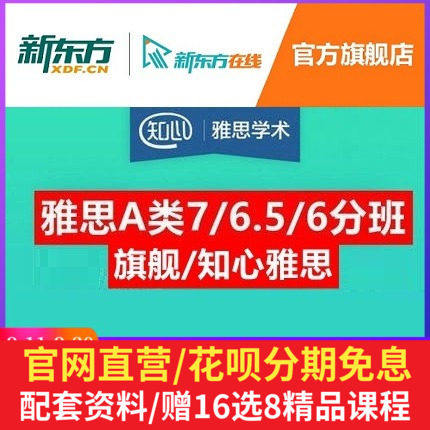 新东方 新东方在线 官方旗舰店
XDF.CN
知心 雅思学术
雅思A类7/6.5/6分班
旗舰/知心雅思
官网直营/花呗分期免息
配套资料/赠16选8精品课程